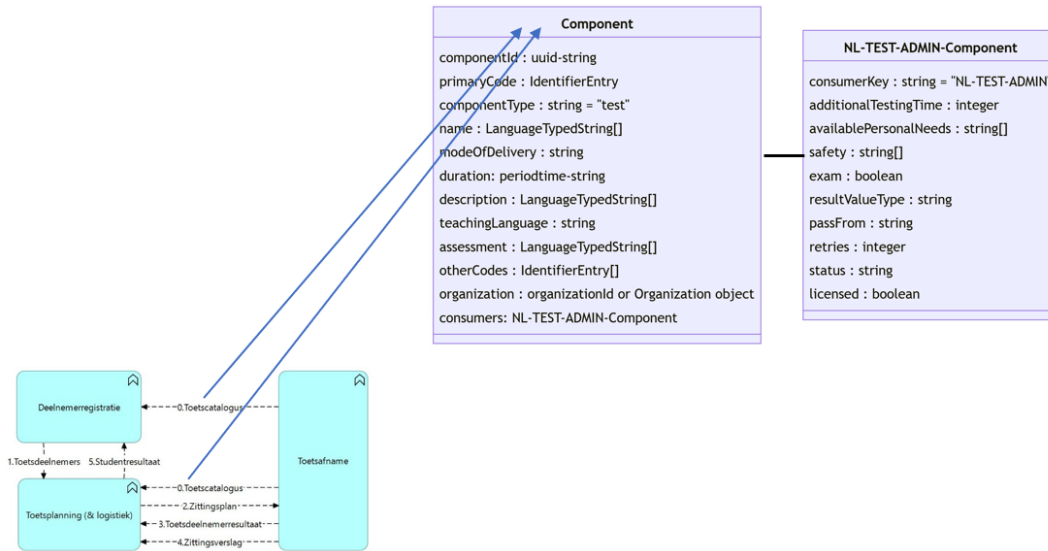 Component
componentId : uuid-string
primaryCode : IdentifierEntry
componentType : string = "test"
name : LanguageTypedString[]
modeOfDelivery : string
duration: periodtime-string
description : LanguageTypedString[]
teachingLanguage : string
assessment : LanguageTypedString[]
otherCodes : IdentifierEntry[]
organization : organizationId or Organization object
consumers: NL-TEST-ADMIN-Component
NL-TEST-ADMIN-Component
consumerKey : string = "NL-TEST-ADMIN"
additionalTestingTime : integer
availablePersonalNeeds : string[]
safety : string[]
exam : boolean
resultValueType : string
passFrom : string
retries : integer
status : string
licensed : boolean
Deelnemerregistratie
0.Toetscatalogus
1.Toetsdeelnemers
5.Studentresultaat
Toetsafname
Toetsplanning (& logistiek)
0.Toetscatalogus
2.Zittingsplan
3.Toetsdeelnemerresultaat
4.Zittingsverslag